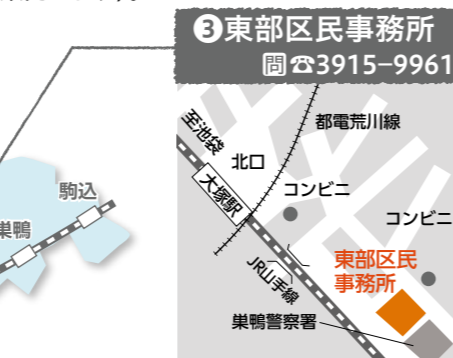 ❸東部区民事務所
問☎3915−9961
都電荒川線
至池袋
北口
大塚駅
コンビニ
コンビニ
駒込
巣鴨
JR山手線
東部区民
事務所
巣鴨警察署